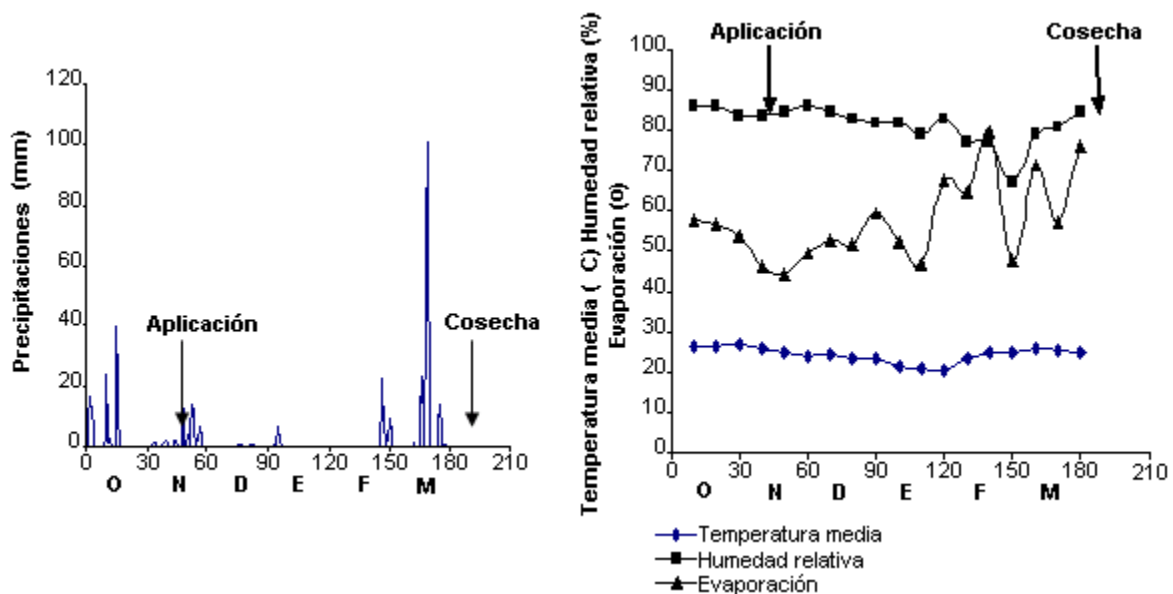 Precipitaciones (mm)
120
100
80
60
40
20
0
Aplicación
Cosecha
0 30 60 90 120 150 180 210
O N D E F M
Temperatura media ( C) Humedad relativa (%)
Evaporación (0)
100
90
80
70
60
50
40
30
20
10
0
Aplicación
Cosecha
0 30 60 90 120 150 180 210
O N D E F M
Temperatura media
Humedad relativa
Evaporación